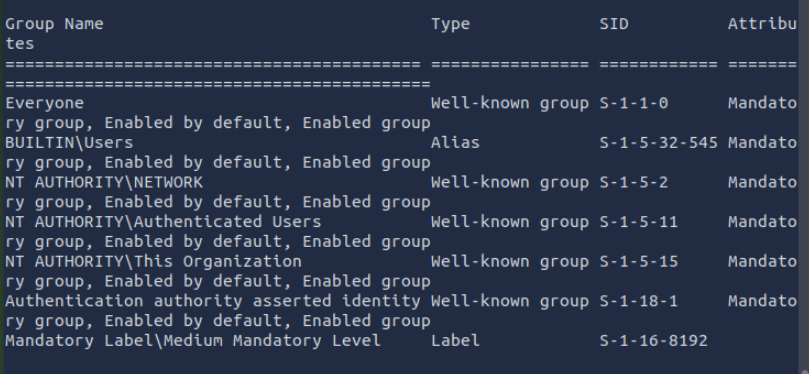 Group Name                                 Type             SID          Attribu
tes
========================================== ================ ============ =======
===========================================
Everyone                                   Well-known group S-1-1-0      Mandato
ry group, Enabled by default, Enabled group
BUILTIN\Users                              Alias            S-1-5-32-545 Mandato
ry group, Enabled by default, Enabled group
NT AUTHORITY\NETWORK                       Well-known group S-1-5-2      Mandato
ry group, Enabled by default, Enabled group
NT AUTHORITY\Authenticated Users           Well-known group S-1-5-11     Mandato
ry group, Enabled by default, Enabled group
NT AUTHORITY\This Organization             Well-known group S-1-5-15     Mandato
ry group, Enabled by default, Enabled group
Authentication authority asserted identity Well-known group S-1-18-1     Mandato
ry group, Enabled by default, Enabled group
Mandatory Label\Medium Mandatory Level     Label            S-1-16-8192